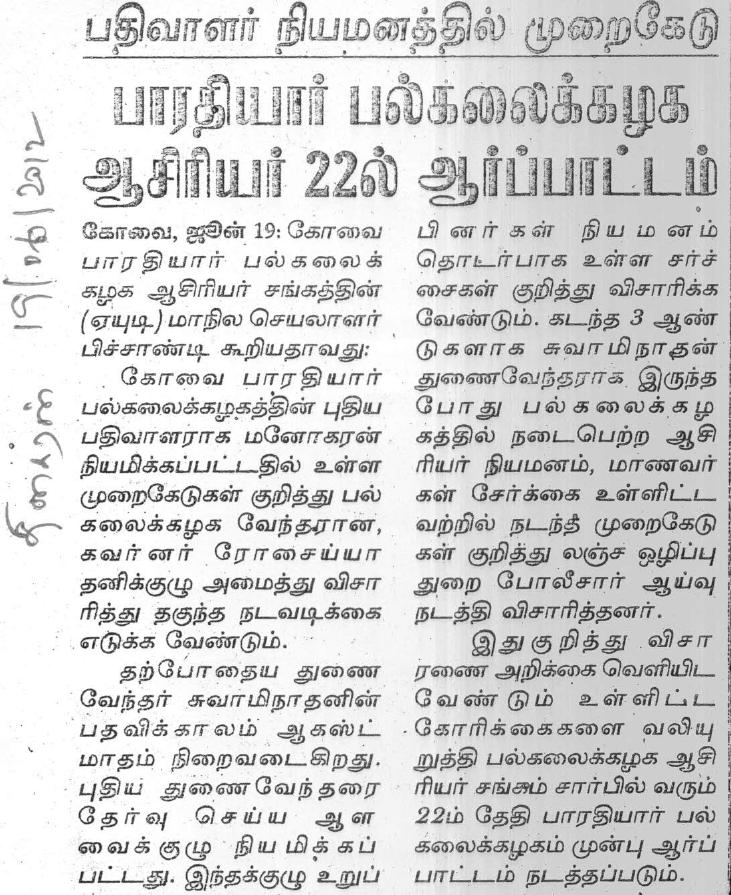 பதிவாளர் நியமனத்தில் முறைகேடு
பாரதியார் பல்கலைக்கழக
ஆசிரியர் 22ல் ஆர்ப்பாட்டம்
கோவை, ஜூன் 19: கோவை
பாரதியார் பல்கலைக்
கழக ஆசிரியர் சங்கத்தின்
(ஏயுடி) மாநில செயலாளர்
பிச்சாண்டி கூறியதாவது:
கோவை பாரதியார்
பல்கலைக்கழகத்தின் புதிய
பதிவாளராக மனோகரன்
நியமிக்கப்பட்டதில் உள்ள
முறைகேடுகள் குறித்து பல்
கலைக்கழக வேந்தரான,
கவர்னர் ரோசைய்யா
தனிக்குழு அமைத்து விசா
ரித்து தகுந்த நடவடிக்கை
எடுக்க வேண்டும்.
தற்போதைய துணை
வேந்தர் சுவாமிநாதனின்
பதவிக்காலம் ஆகஸ்ட்
மாதம் நிறைவடைகிறது.
புதிய துணைவேந்தரை
தேர்வு செய்ய ஆள
வைக்குழு நியமிக்கப்
பட்டது. இந்தக்குழு உறுப்
பினர்கள் நியமனம்
தொடர்பாக உள்ள சர்ச்
சைகள் குறித்து விசாரிக்க
வேண்டும். கடந்த 3 ஆண்
டுகளாக சுவாமிநாதன்
துணைவேந்தராக இருந்த
போது பல்கலைக்கழ
கத்தில் நடைபெற்ற ஆசி
ரியர் நியமனம், மாணவர்
கள் சேர்க்கை உள்ளிட்ட
வற்றில் நடந்த முறைகேடு
கள் குறித்து லஞ்ச ஒழிப்பு
துறை போலீசார் ஆய்வு
நடத்தி விசாரித்தனர்.
இதுகுறித்து விசா
ரணை அறிக்கை வெளியிட
வேண்டும் உள்ளிட்ட
கோரிக்கைகளை வலியு
றுத்தி பல்கலைக்கழக ஆசி
ரியர் சங்கம் சார்பில் வரும்
22ம் தேதி பாரதியார் பல்
கலைக்கழகம் முன்பு ஆர்ப்
பாட்டம் நடத்தப்படும்.
தினகரன் 19/06/2012